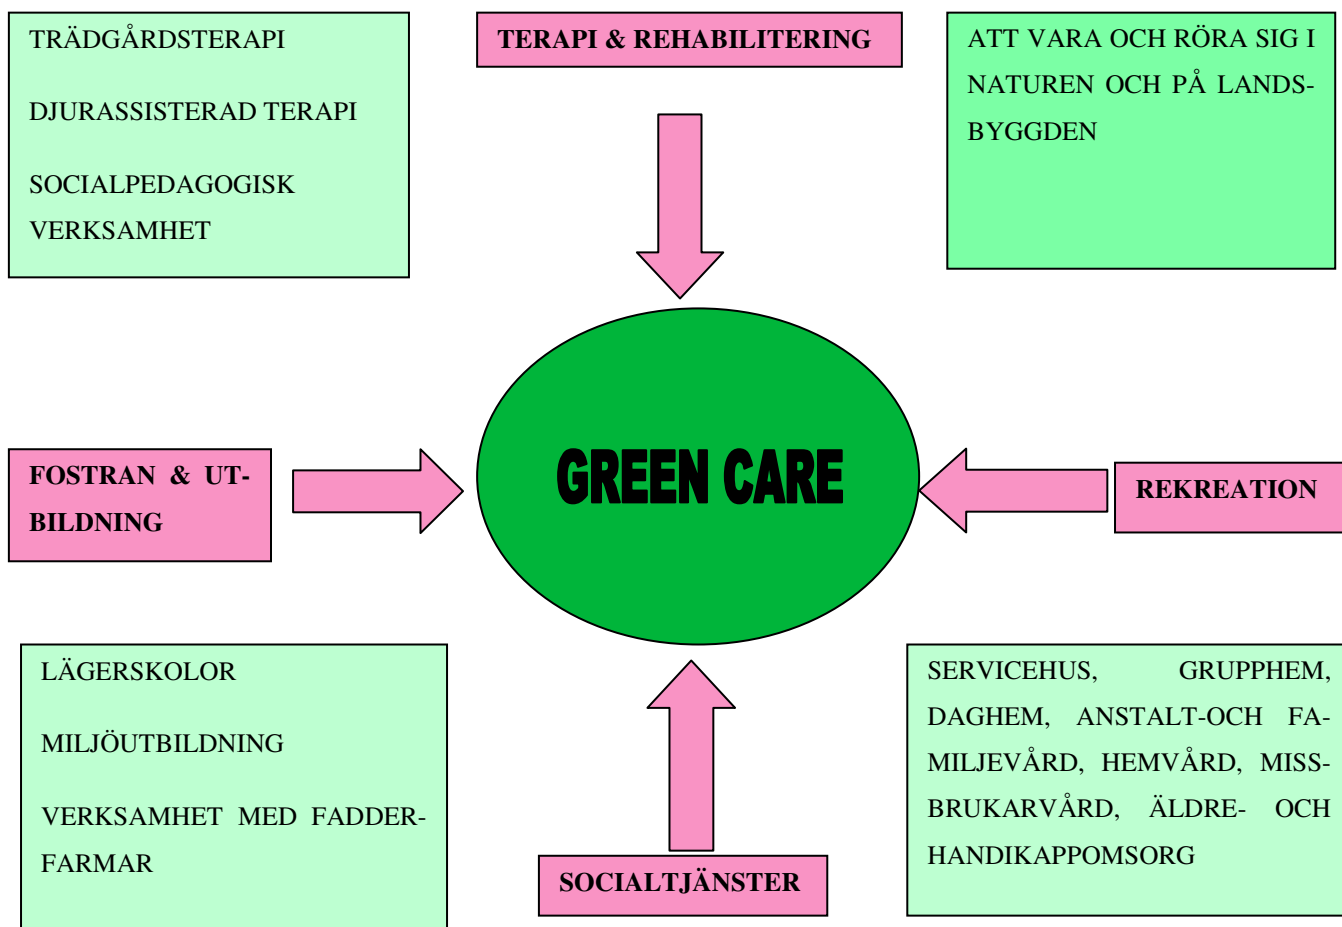 TRÄDGÅRDSTERAPI
DJURASSISTERAD TERAPI
SOCIALPEDAGOGISK
VERKSAMHET
TERAPI & REHABILITERING
ATT VARA OCH RÖRA SIG I
NATUREN OCH PÅ LANDS-
BYGGDEN
FOSTRAN & UT-
BILDNING
GREEN CARE
REKREATION
LÄGERSKOLOR
MILJÖUTBILDNING
VERKSAMHET MED FADDER-
FARMAR
SOCIALTJÄNSTER
SERVICEHUS, GRUPPHEM,
DAGHEM, ANSTALT-OCH FA-
MILJEVÅRD, HEMVÅRD, MISS-
BRUKARVÅRD, ÄLDRE- OCH
HANDIKAPPOMSORG